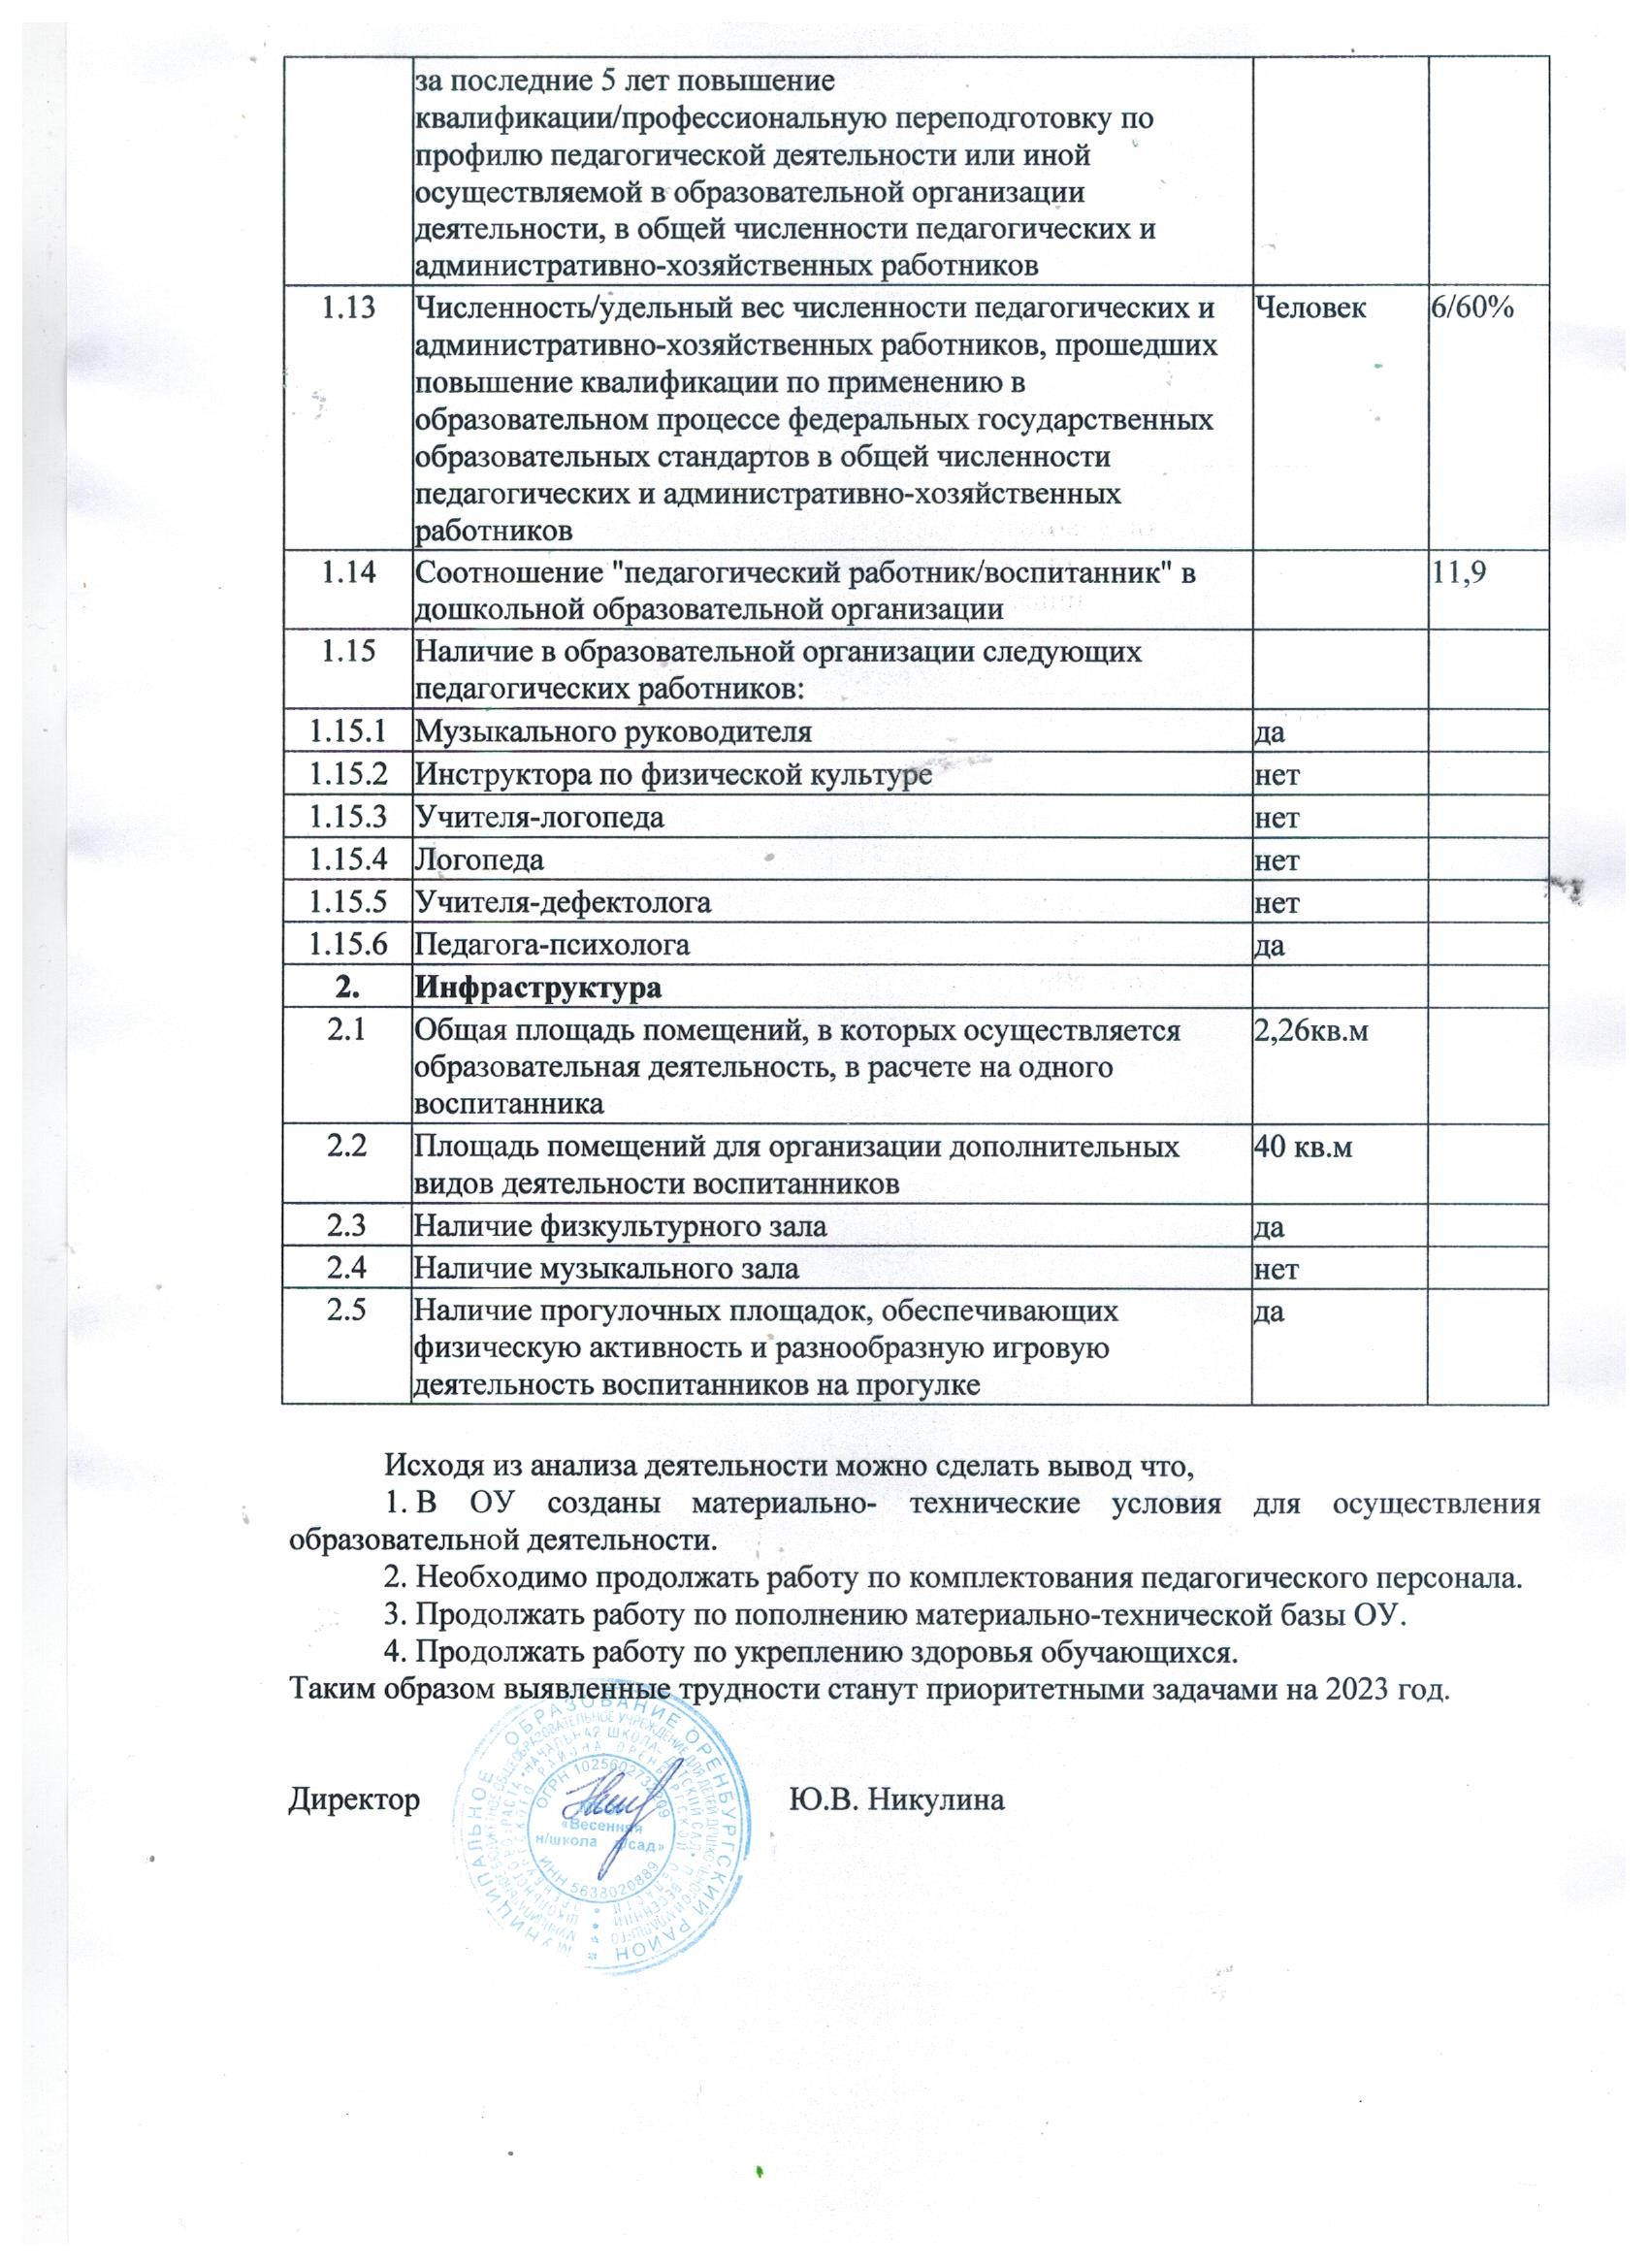 за последние 5 лет повышение
квалификации/профессиональную переподготовку по
профилю педагогической деятельности или иной
осуществляемой в образовательной организации
деятельности, в общей численности педагогических и
административно-хозяйственных работников
1.13 Численность/удельный вес численности педагогических и Человек 6/60%
административно-хозяйственных работников, прошедших
повышение квалификации по применению в
образовательном процессе федеральных государственных
образовательных стандартов в общей численности
педагогических и административно-хозяйственных
работников
1.14 Соотношение "педагогический работник/воспитанник" в 11,9
дошкольной образовательной организации
1.15 Наличие в образовательной организации следующих
педагогических работников:
1.15.1 Музыкального руководителя да
1.15.2 Инструктора по физической культуре нет
1.15.3 Учителя-логопеда нет
1.15.4 Логопеда нет
1.15.5 Учителя-дефектолога нет
1.15.6 Педагога-психолога да
2. Инфраструктура
2.1 Общая площадь помещений, в которых осуществляется 2,26кв.м
образовательная деятельность, в расчете на одного
воспитанника
2.2 Площадь помещений для организации дополнительных 40 кв.м
видов деятельности воспитанников
2.3 Наличие физкультурного зала да
2.4 Наличие музыкального зала нет
2.5 Наличие прогулочных площадок, обеспечивающих да
физическую активность и разнообразную игровую
деятельность воспитанников на прогулке
Исходя из анализа деятельности можно сделать вывод что,
1. В ОУ созданы материально- технические условия для осуществления
образовательной деятельности.
2. Необходимо продолжать работу по комплектования педагогического персонала.
3. Продолжать работу по пополнению материально-технической базы ОУ.
4. Продолжать работу по укреплению здоровья обучающихся.
Таким образом выявленные трудности станут приоритетными задачами на 2023 год.
Директор Ю.В. Никулина
МУНИЦИПАЛЬНОЕ ОБРАЗОВАНИЕ ОРЕНБУРГСКИЙ РАЙОН
«Весенняя
н/школа д/сад»
ИНН 5638020889